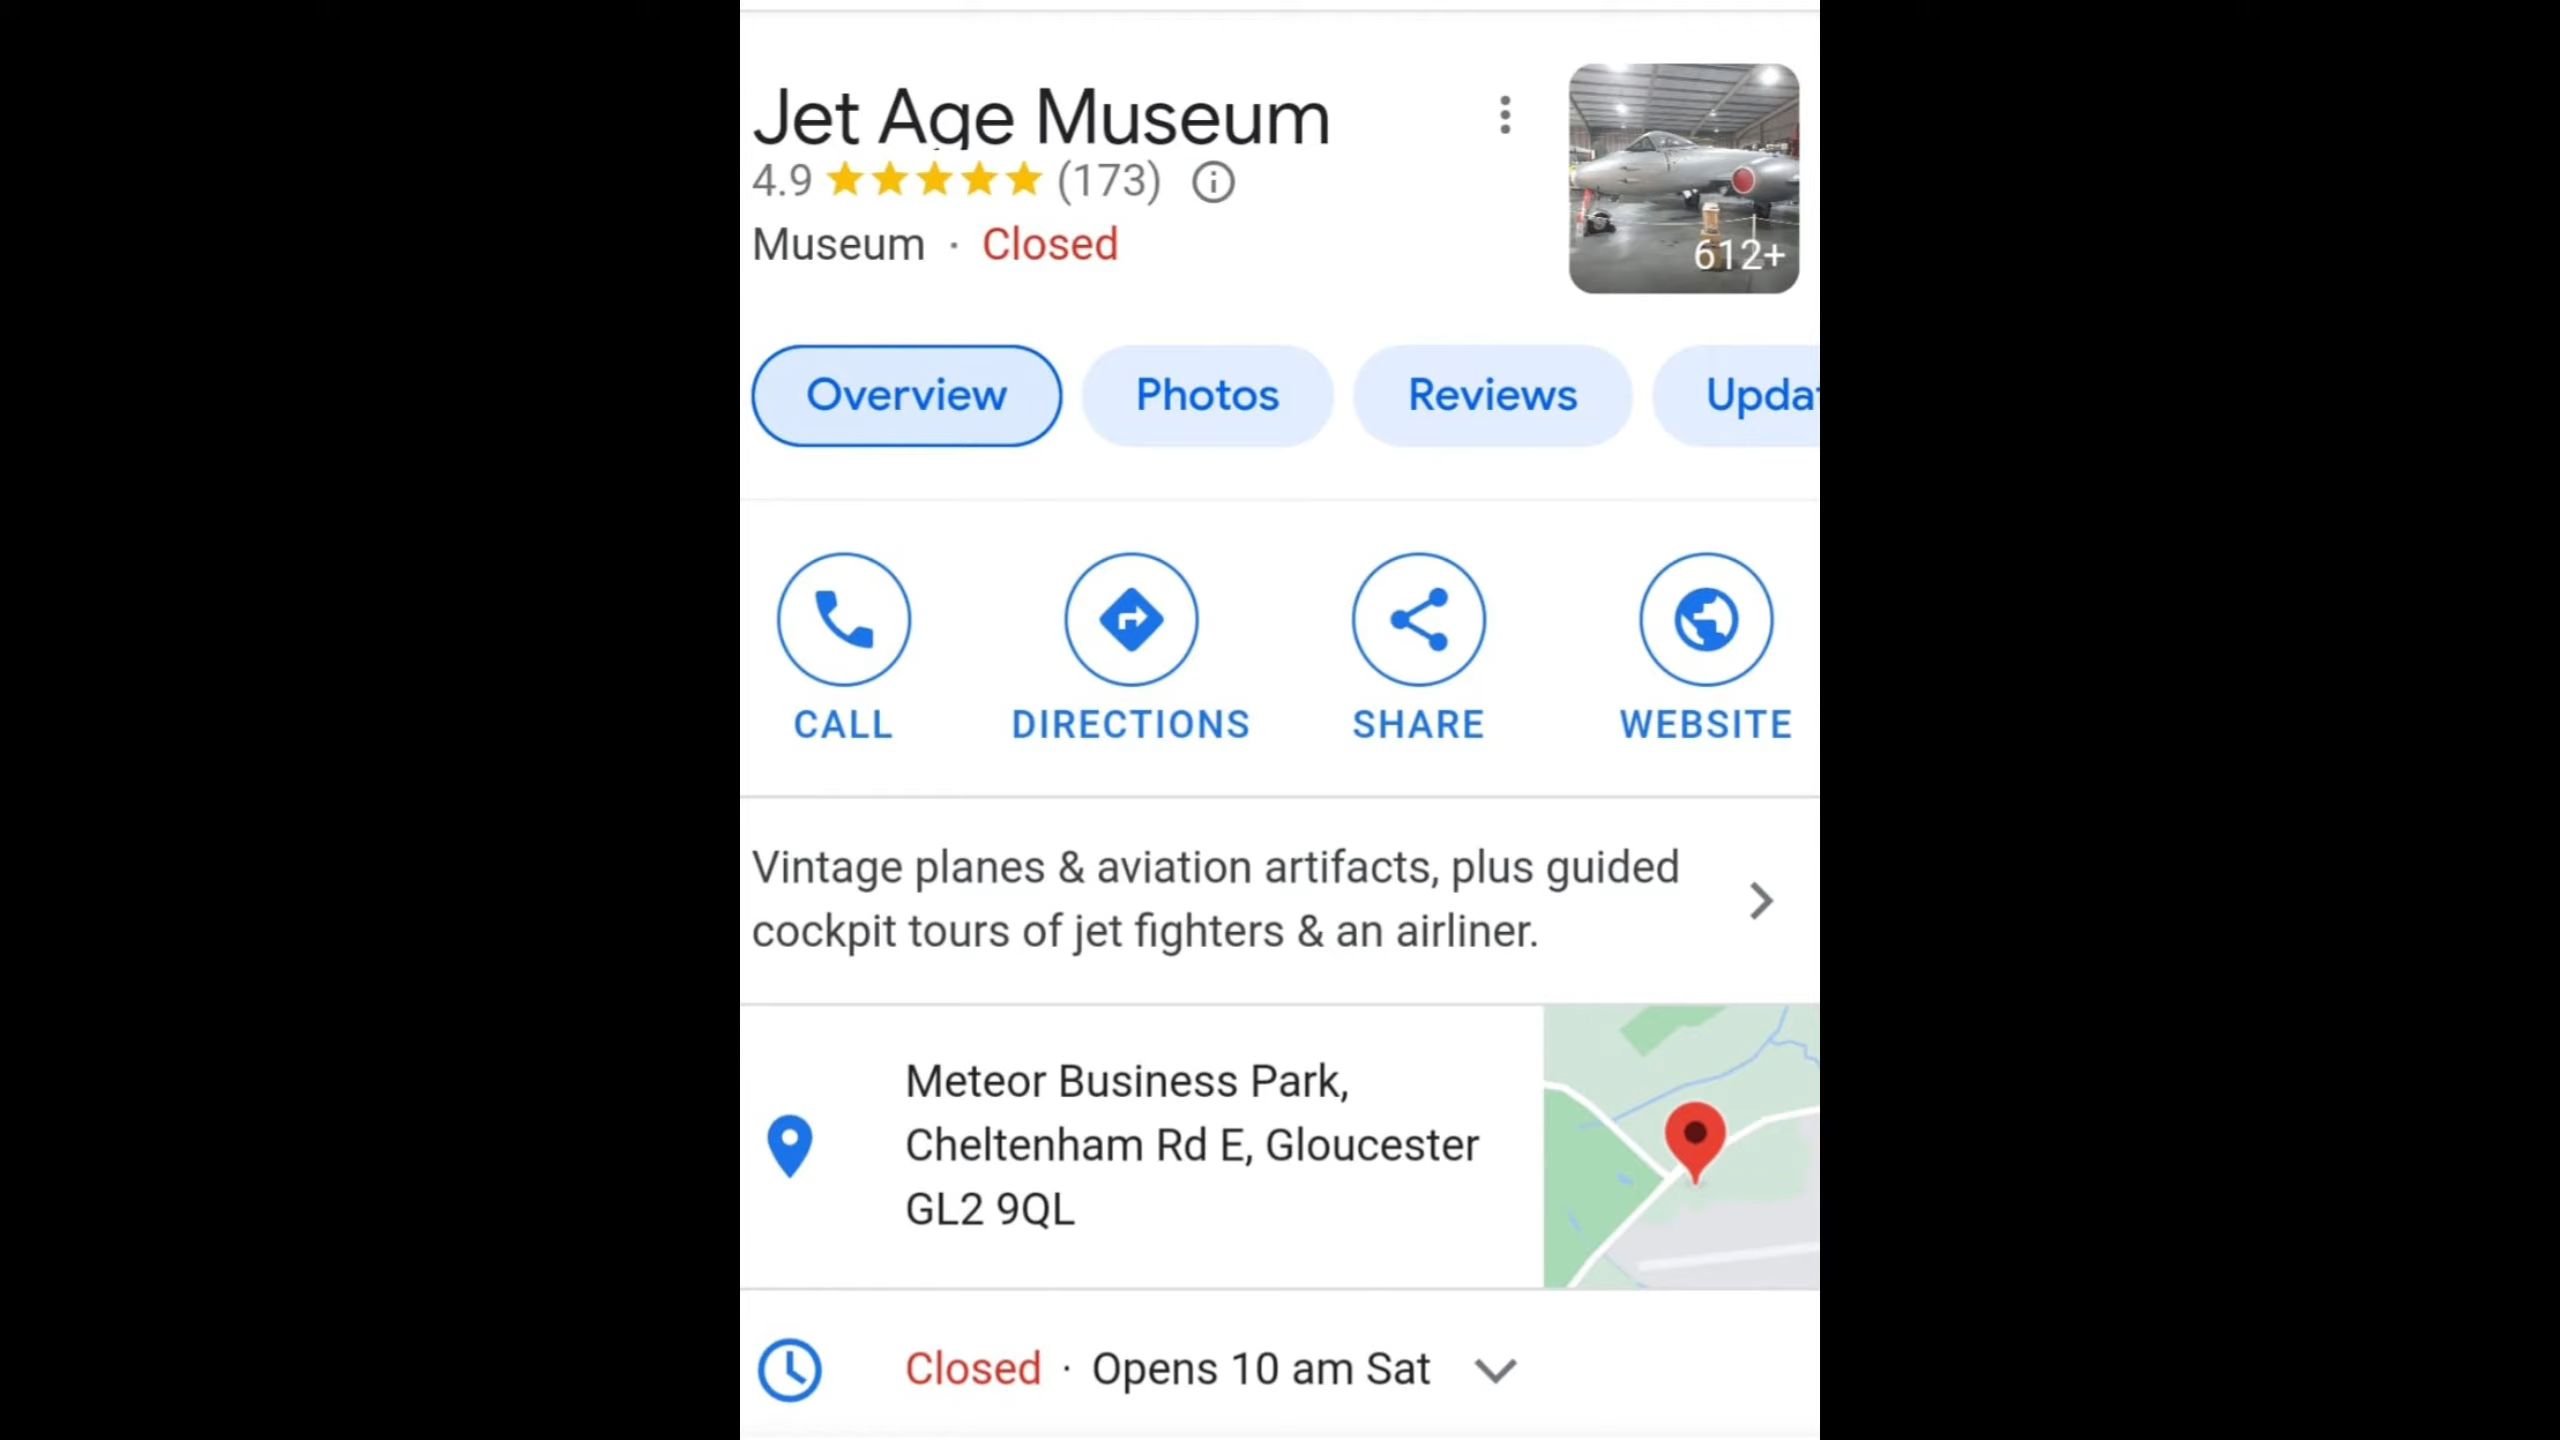 Jet Age Museum
4.9 (173)
Museum · Closed
612+
Overview Photos Reviews
CALL DIRECTIONS SHARE WEBSITE
Vintage planes & aviation artifacts, plus guided
cockpit tours of jet fighters & an airliner.
Meteor Business Park,
Cheltenham Rd E, Gloucester
GL2 9QL
Closed · Opens 10 am Sat